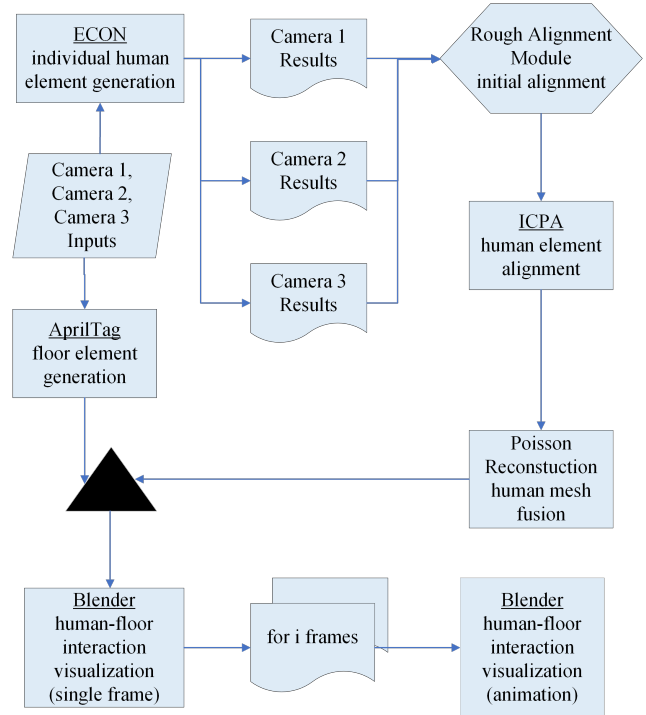 ECON
individual human
element generation
Camera 1
Results
Rough Alignment
Module
initial alignment
Camera 1,
Camera 2,
Camera 3
Inputs
Camera 2
Results
ICPA
human element
alignment
Camera 3
Results
AprilTag
floor element
generation
Poisson
Reconstuction
human mesh
fusion
Blender
human-floor
interaction
visualization
(single frame)
for i frames
Blender
human-floor
interaction
visualization
(animation)